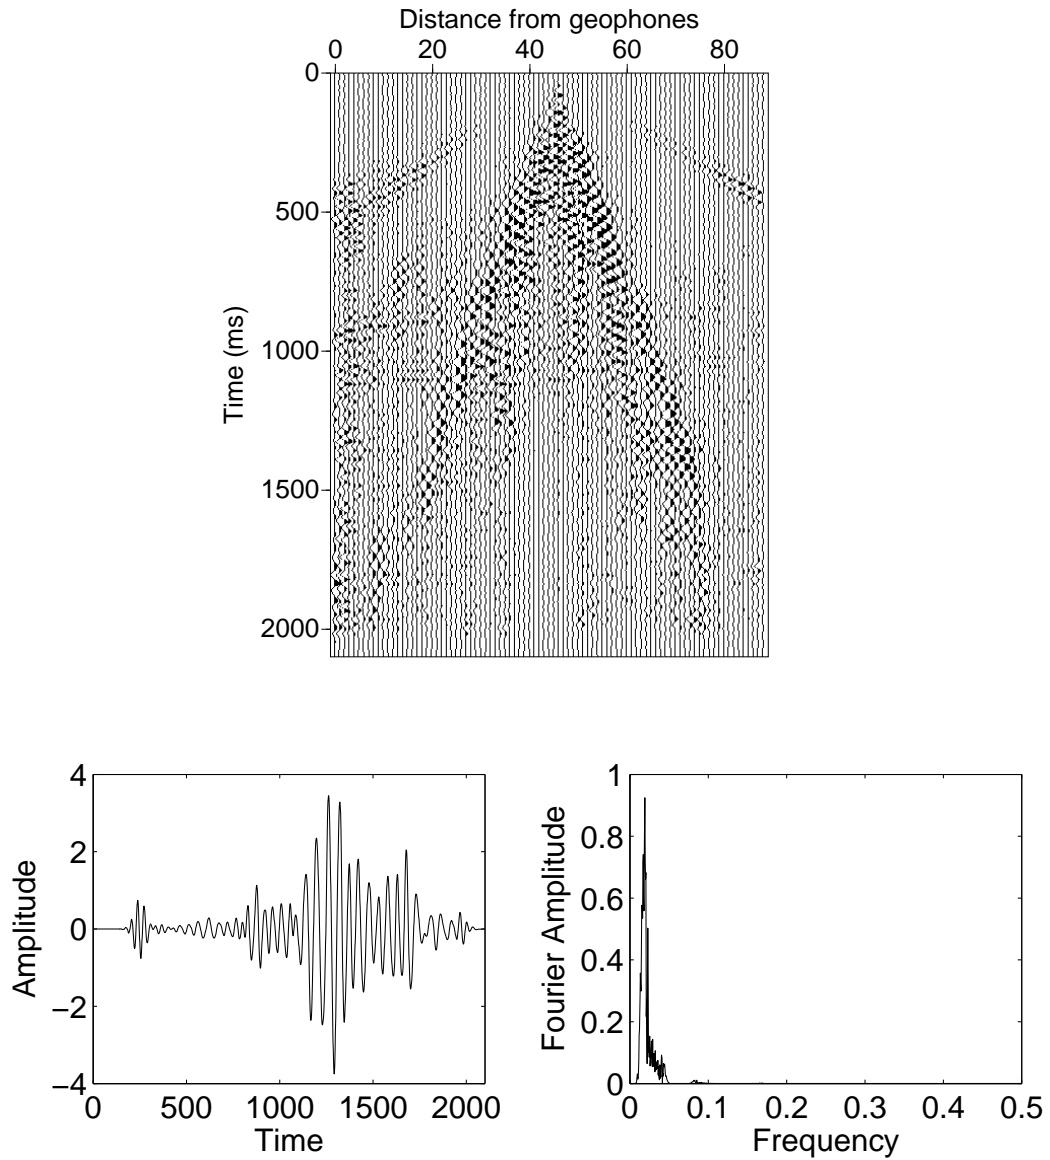 Distance from geophones
0 20 40 60 80
0
500
1000
1500
2000
Time (ms)
4
2
0
−2
−4
Amplitude
0 500 1000 1500 2000
Time
1
0.8
0.6
0.4
0.2
0
Fourier Amplitude
0 0.1 0.2 0.3 0.4 0.5
Frequency